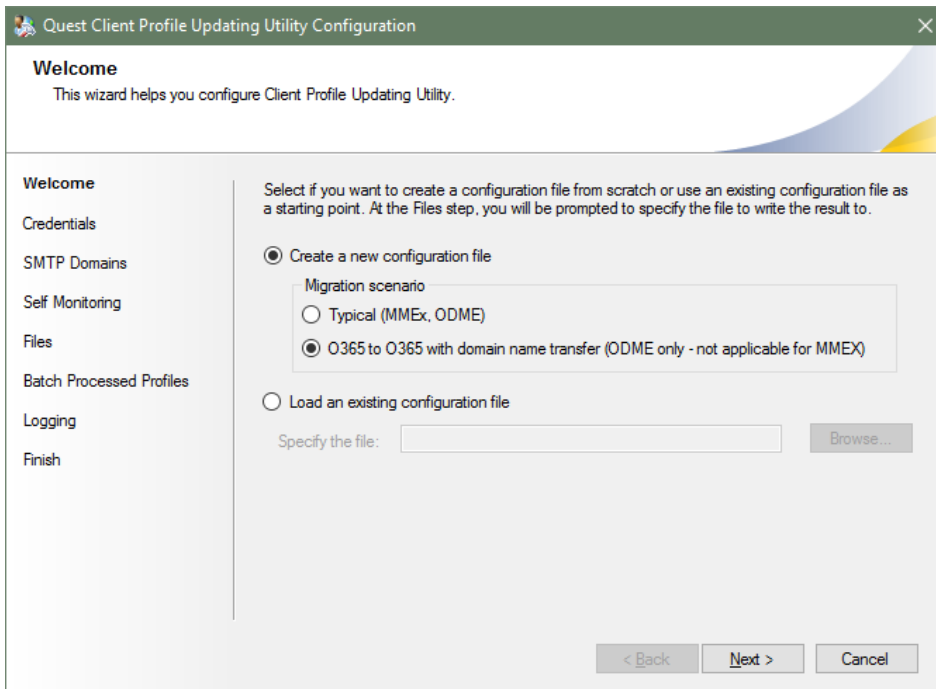 Quest Client Profile Updating Utility Configuration
Welcome
This wizard helps you configure Client Profile Updating Utility.
Welcome
Credentials
SMTP Domains
Self Monitoring
Files
Batch Processed Profiles
Logging
Finish
Select if you want to create a configuration file from scratch or use an existing configuration file as
a starting point. At the Files step, you will be prompted to specify the file to write the result to.
Create a new configuration file
Migration scenario
Typical (MMEx, ODME)
O365 to O365 with domain name transfer (ODME only - not applicable for MMEX)
Load an existing configuration file
Specify the file:
Browse...
< Back
Next >
Cancel